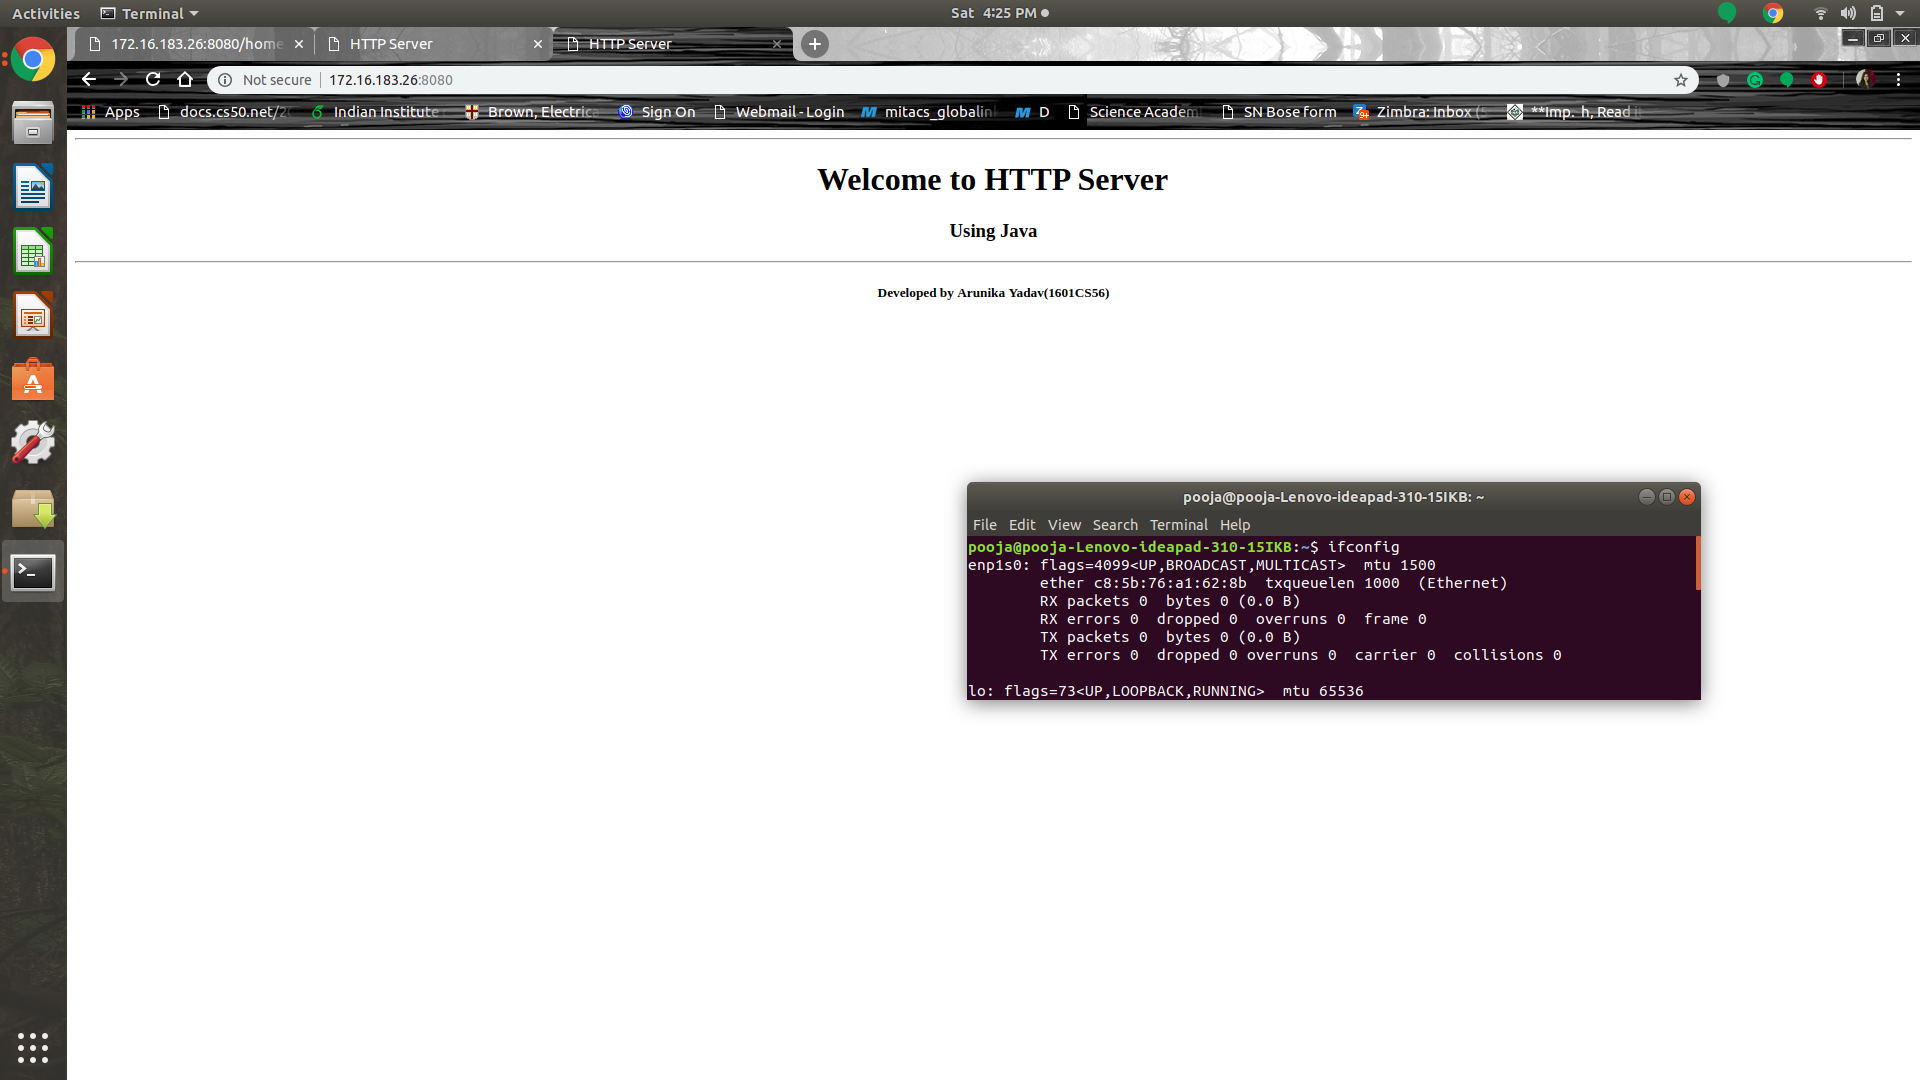 Activities Terminal Sat 4:25 PM
172.16.183.26:8080/home HTTP Server HTTP Server
Not secure 172.16.183.26:8080
Apps docs.cs50.net/2 Indian Institute Brown, Electrica Sign On Webmail - Login mitacs_globalin D Science Academ SN Bose form Zimbra: Inbox ( **Imp. h, Read i
Welcome to HTTP Server
Using Java
Developed by Arunika Yadav(1601CS56)
pooja@pooja-Lenovo-ideapad-310-15IKB: ~
File Edit View Search Terminal Help
pooja@pooja-Lenovo-ideapad-310-15IKB:~$ ifconfig
enp1s0: flags=4099<UP,BROADCAST,MULTICAST>  mtu 1500
ether c8:5b:76:a1:62:8b  txqueuelen 1000  (Ethernet)
RX packets 0  bytes 0 (0.0 B)
RX errors 0  dropped 0  overruns 0  frame 0
TX packets 0  bytes 0 (0.0 B)
TX errors 0  dropped 0 overruns 0  carrier 0  collisions 0
lo: flags=73<UP,LOOPBACK,RUNNING>  mtu 65536